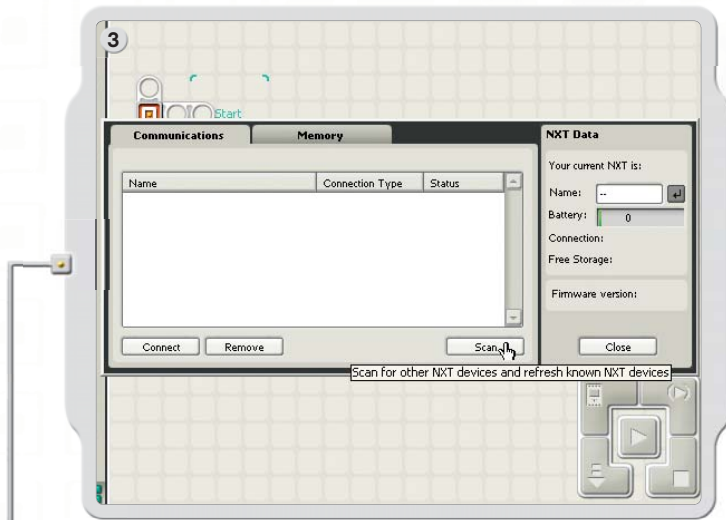 3
Start
Communications
Memory
Name
Connection Type
Status
Connect
Remove
Scan
Scan for other NXT devices and refresh known NXT devices
NXT Data
Your current NXT is:
Name: --
Battery: 0
Connection:
Free Storage:
Firmware version:
Close